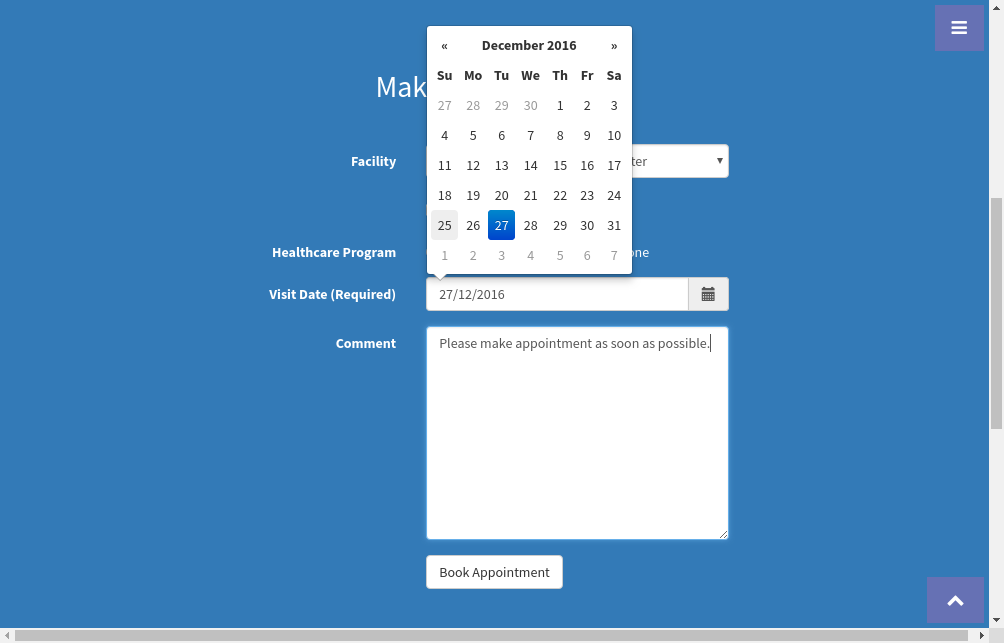 « December 2016 »
Su Mo Tu We Th Fr Sa
27 28 29 30 1 2 3
4 5 6 7 8 9 10
11 12 13 14 15 16 17
18 19 20 21 22 23 24
25 26 27 28 29 30 31
1 2 3 4 5 6 7
Facility
Healthcare Program
Visit Date (Required) 27/12/2016
Comment Please make appointment as soon as possible.
Book Appointment